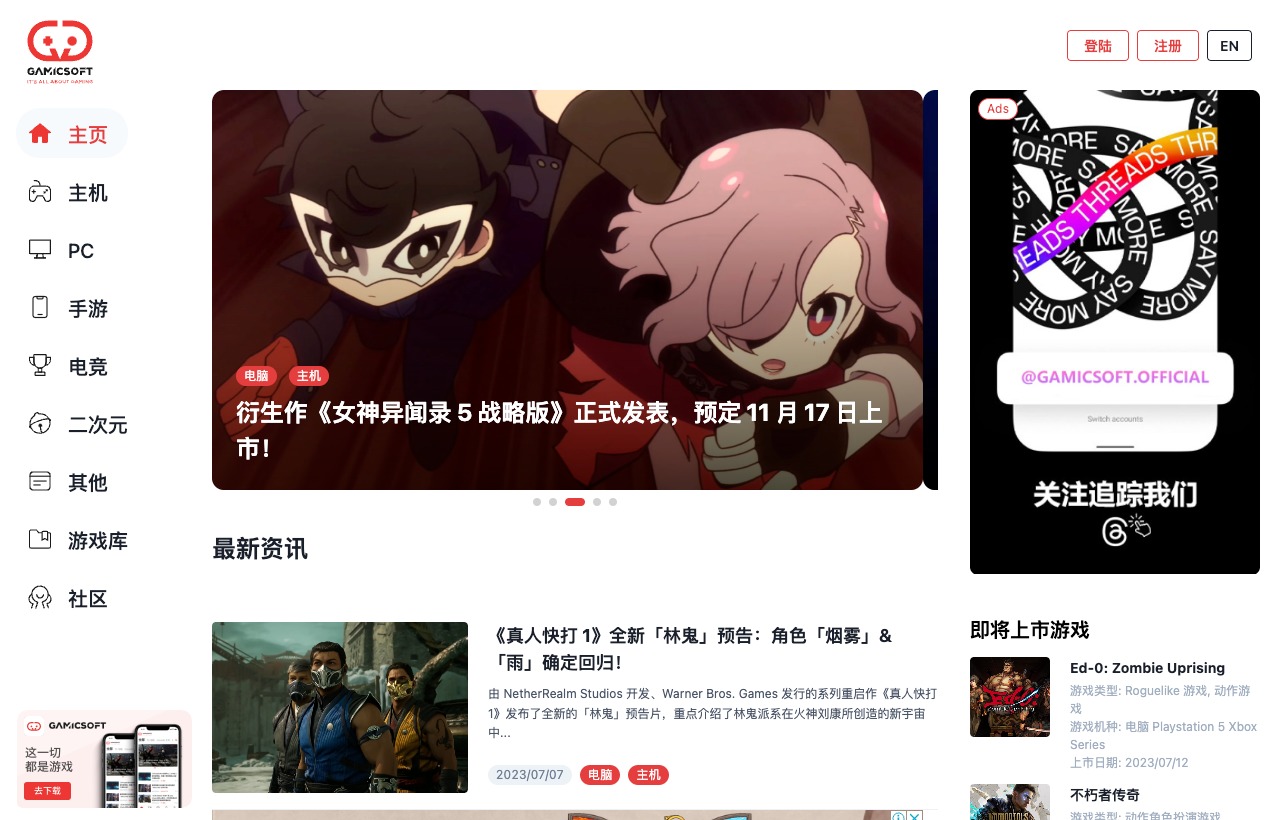 GAMICSOFT
IT'S ALL ABOUT GAMING
登陆
注册
EN
主页
主机
PC
手游
电竞
二次元
其他
游戏库
社区
GAMICSOFT
这一切
都是游戏
去下载
电脑
主机
衍生作《女神异闻录 5 战略版》正式发表，预定 11 月 17 日上
市！
最新资讯
《真人快打 1》全新「林鬼」预告：角色「烟雾」&
「雨」确定回归！
由 NetherRealm Studios 开发、Warner Bros. Games 发行的系列重启作《真人快打
1》发布了全新的「林鬼」预告片，重点介绍了林鬼派系在火神刘康所创造的新宇宙
中...
2023/07/07
电脑
主机
Ads
SAY MORE
THREADS
@GAMICSOFT.OFFICIAL
Switch accounts
关注追踪我们
即将上市游戏
Ed-0: Zombie Uprising
游戏类型: Roguelike 游戏, 动作游
戏
游戏机种: 电脑 Playstation 5 Xbox
Series
上市日期: 2023/07/12
不朽者传奇
游戏类型: 动作角色扮演游戏